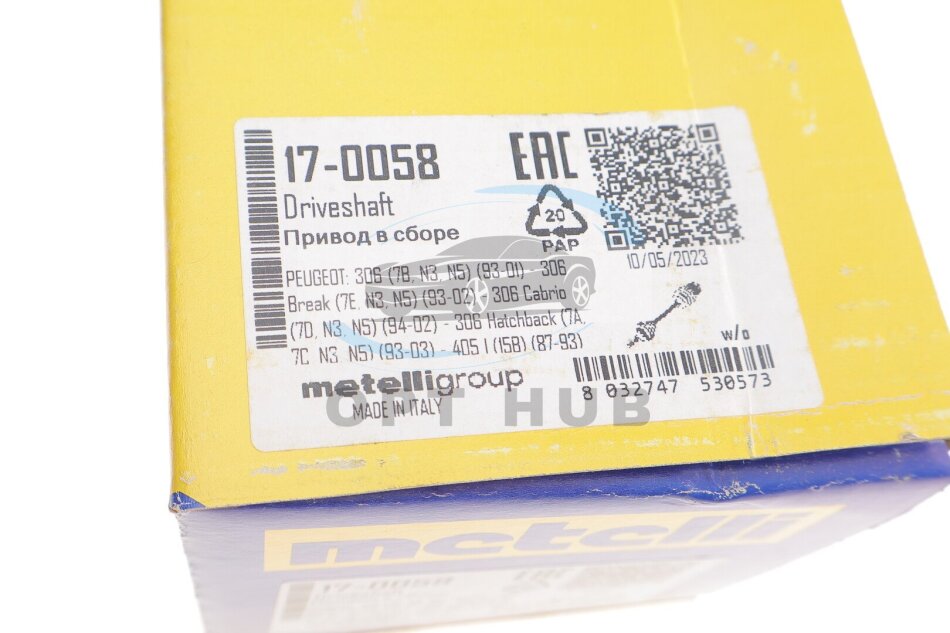 17-0058
EAC
Driveshaft
Привод в сборе
20
PAP
10/05/2023
PEUGEOT: 306 (7B, N3, N5) (93-01) - 306
Break (7E, N3, N5) (93-02) - 306 Cabrio
(7D, N3, N5) (94-02) - 306 Hatchback (7A,
7C, N3, N5) (93-03) - 405 I (15B) (87-93)
w/o
metelligroup
MADE IN ITALY
8 032747 530573
OPT HUB
metelli
17-0058